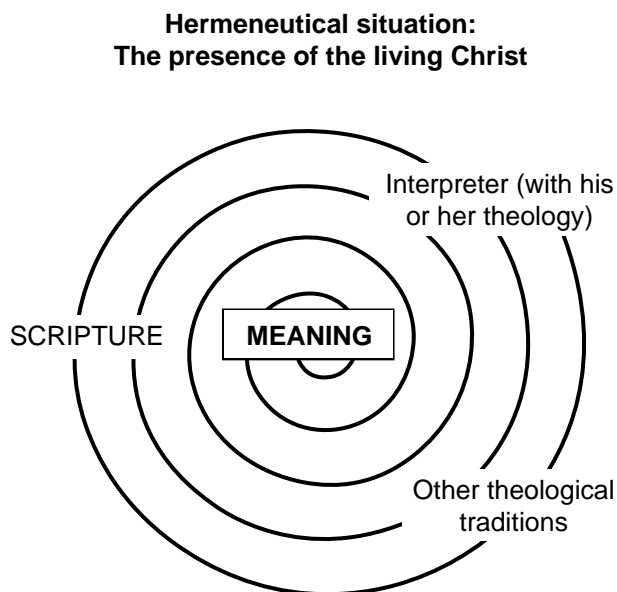 Hermeneutical situation:
The presence of the living Christ
Interpreter (with his
or her theology)
SCRIPTURE
MEANING
Other theological
traditions